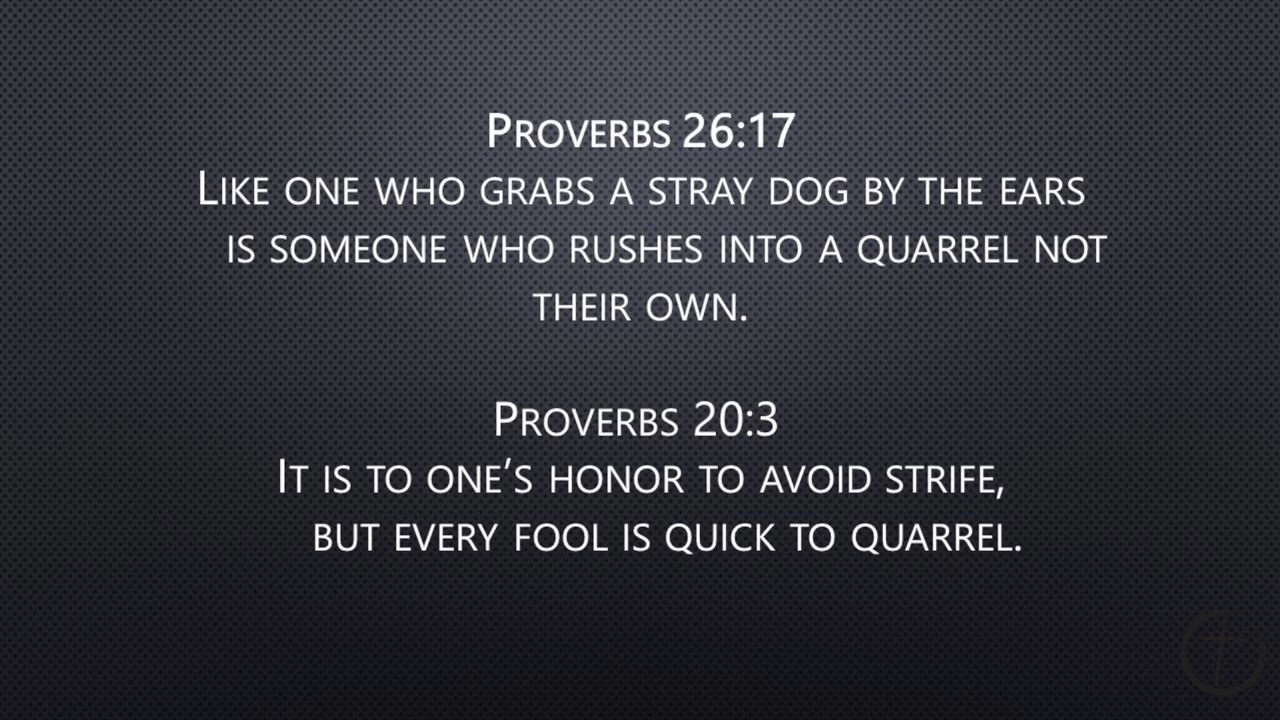 Proverbs 26:17
Like one who grabs a stray dog by the ears
is someone who rushes into a quarrel not
their own.
Proverbs 20:3
It is to one’s honor to avoid strife,
but every fool is quick to quarrel.